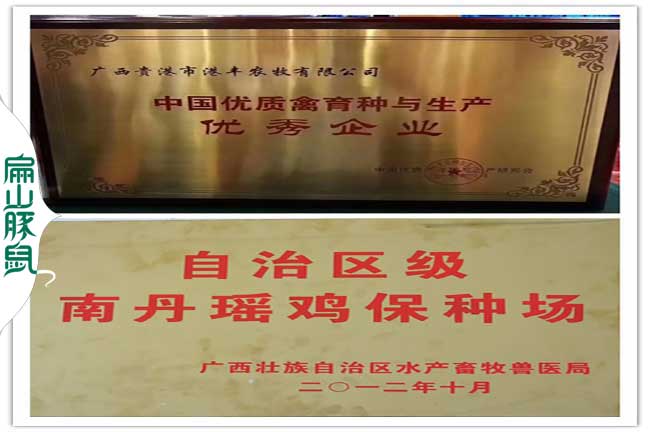 广西贵港市港丰农牧有限公司
中国优质禽育种与生产
优秀企业
扁山豚鼠
自治区级
南丹瑶鸡保种场
广西壮族自治区水产畜牧兽医局
二〇一二年十月